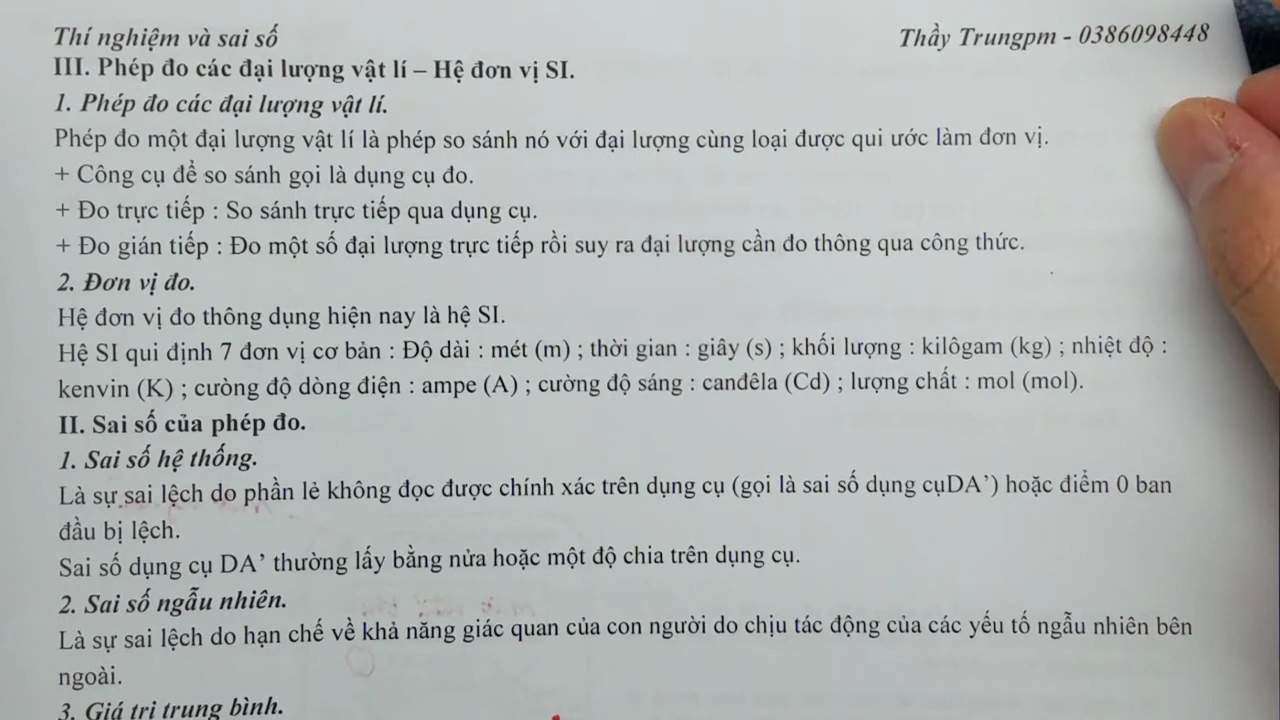 Thí nghiệm và sai số Thầy Trungpm - 0386098448
III. Phép đo các đại lượng vật lí – Hệ đơn vị SI.
1. Phép đo các đại lượng vật lí.
Phép đo một đại lượng vật lí là phép so sánh nó với đại lượng cùng loại được qui ước làm đơn vị.
+ Công cụ để so sánh gọi là dụng cụ đo.
+ Đo trực tiếp : So sánh trực tiếp qua dụng cụ.
+ Đo gián tiếp : Đo một số đại lượng trực tiếp rồi suy ra đại lượng cần đo thông qua công thức.
2. Đơn vị đo.
Hệ đơn vị đo thông dụng hiện nay là hệ SI.
Hệ SI qui định 7 đơn vị cơ bản : Độ dài : mét (m) ; thời gian : giây (s) ; khối lượng : kilôgam (kg) ; nhiệt độ :
kenvin (K) ; cưòng độ dòng điện : ampe (A) ; cường độ sáng : canđêla (Cd) ; lượng chất : mol (mol).
II. Sai số của phép đo.
1. Sai số hệ thống.
Là sự sai lệch do phần lẻ không đọc được chính xác trên dụng cụ (gọi là sai số dụng cụDA’) hoặc điểm 0 ban
đầu bị lệch.
Sai số dụng cụ DA’ thường lấy bằng nửa hoặc một độ chia trên dụng cụ.
2. Sai số ngẫu nhiên.
Là sự sai lệch do hạn chế về khả năng giác quan của con người do chịu tác động của các yếu tố ngẫu nhiên bên
ngoài.
3. Giá trị trung bình.